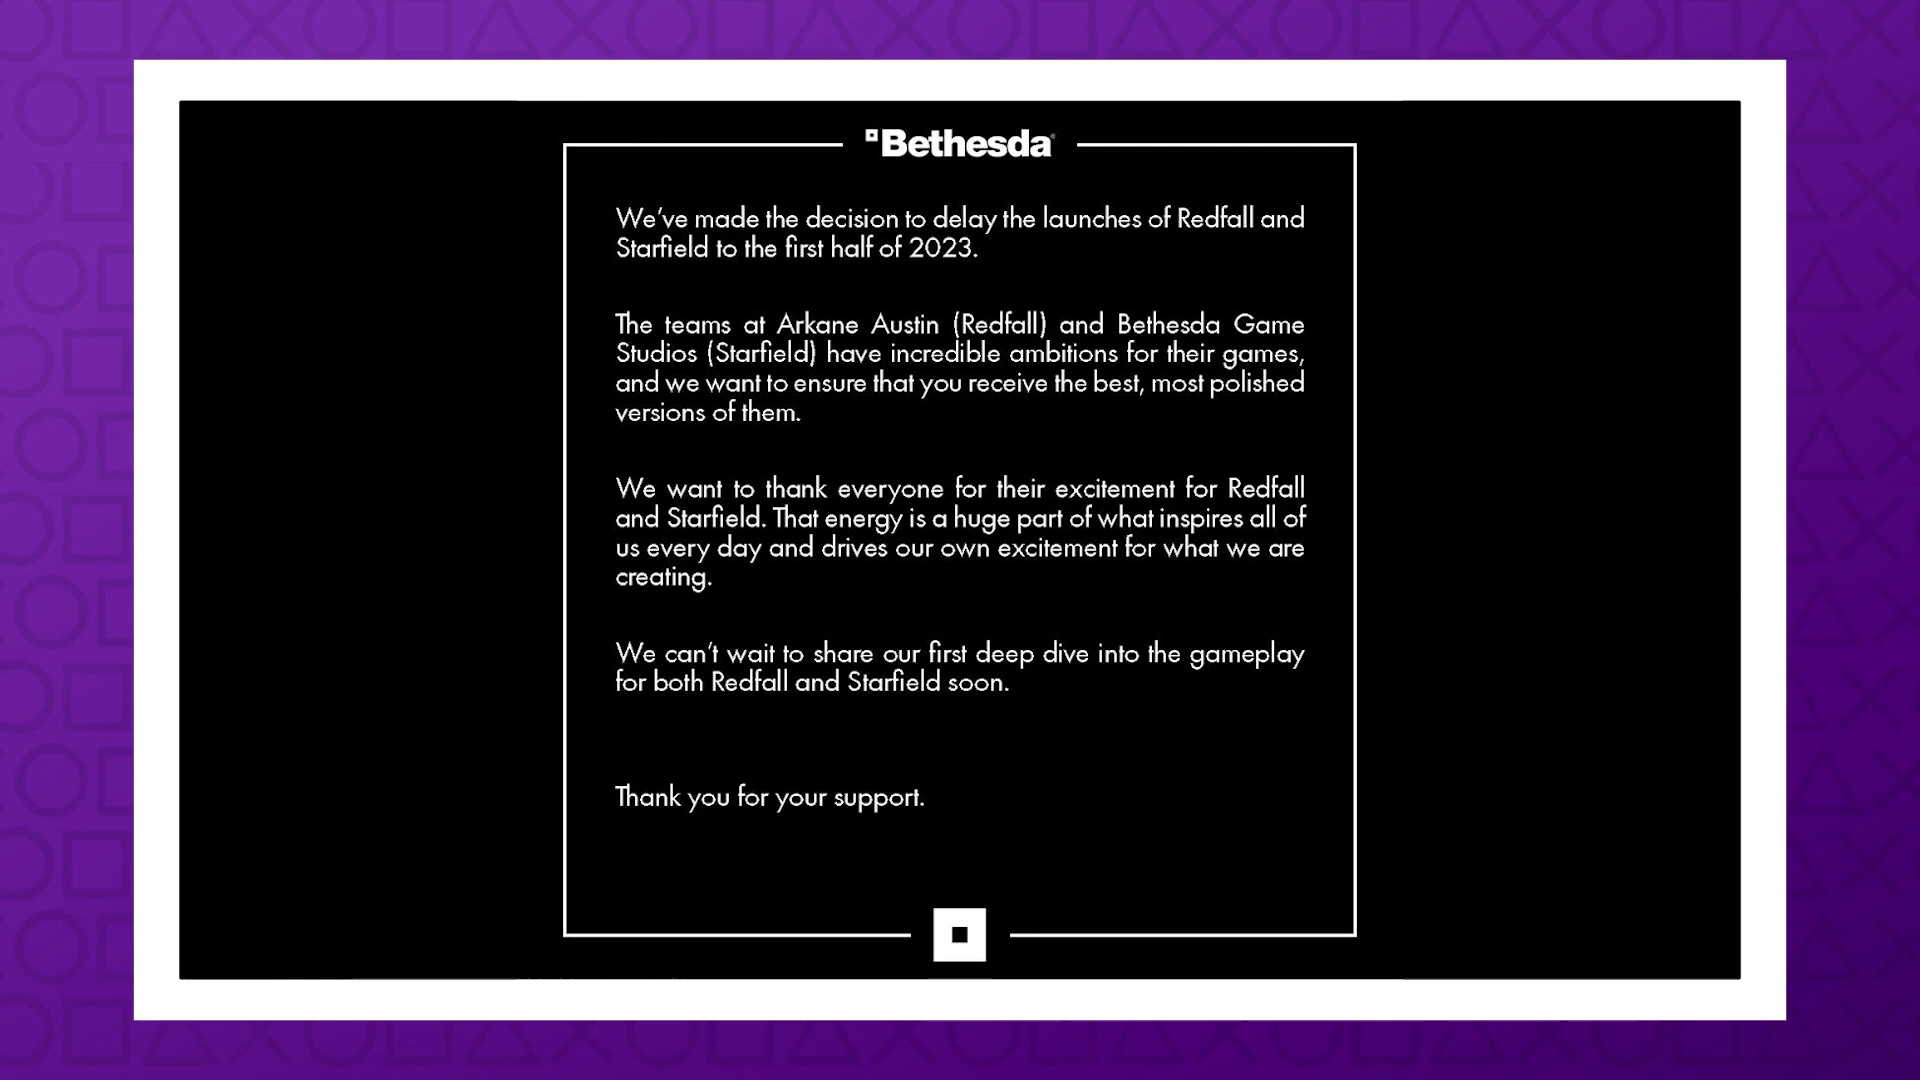 Bethesda
We've made the decision to delay the launches of Redfall and
Starfield to the first half of 2023.
The teams at Arkane Austin (Redfall) and Bethesda Game
Studios (Starfield) have incredible ambitions for their games,
and we want to ensure that you receive the best, most polished
versions of them.
We want to thank everyone for their excitement for Redfall
and Starfield. That energy is a huge part of what inspires all of
us every day and drives our own excitement for what we are
creating.
We can't wait to share our first deep dive into the gameplay
for both Redfall and Starfield soon.
Thank you for your support.